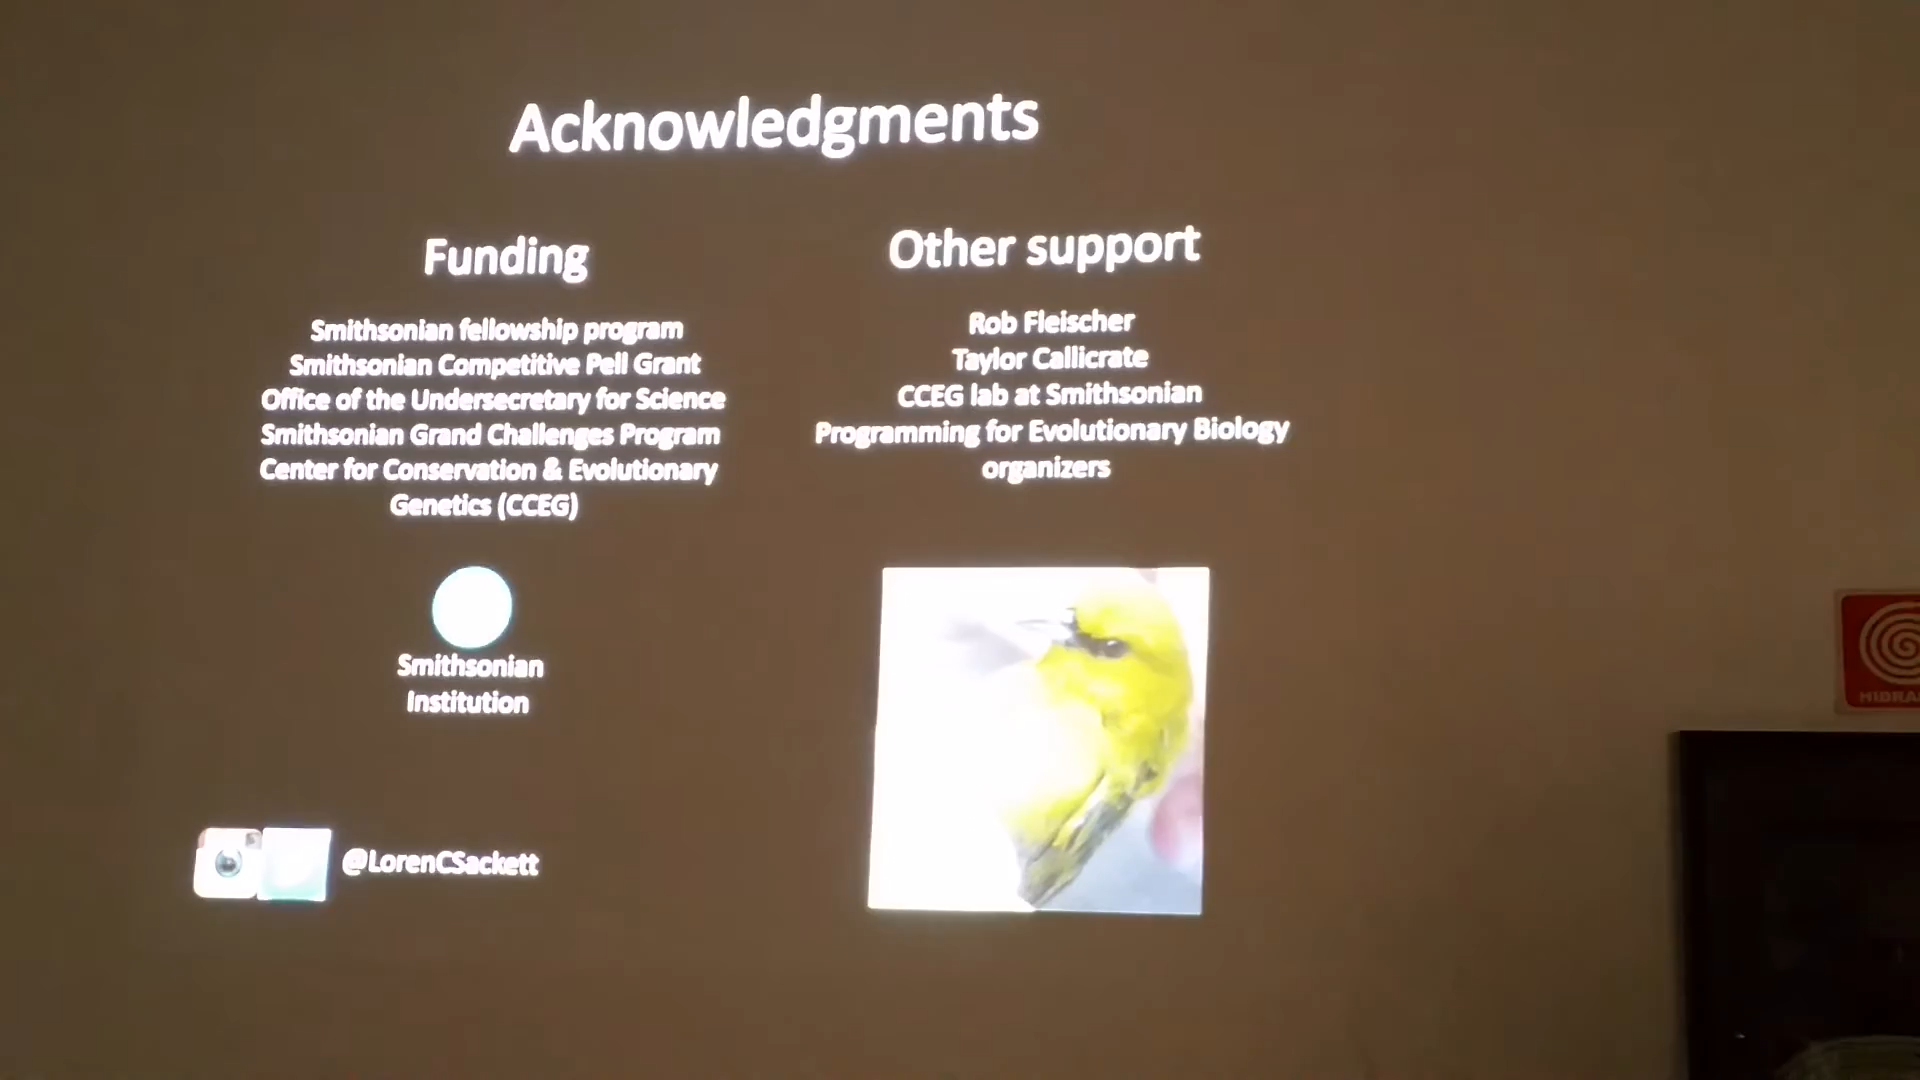 Acknowledgments
Funding
Smithsonian fellowship program
Smithsonian Competitive Pell Grant
Office of the Undersecretary for Science
Smithsonian Grand Challenges Program
Center for Conservation & Evolutionary
Genetics (CCEG)
Smithsonian
Institution
@LorenCSackett
Other support
Rob Fleischer
Taylor Callicrate
CCEG lab at Smithsonian
Programming for Evolutionary Biology
organizers